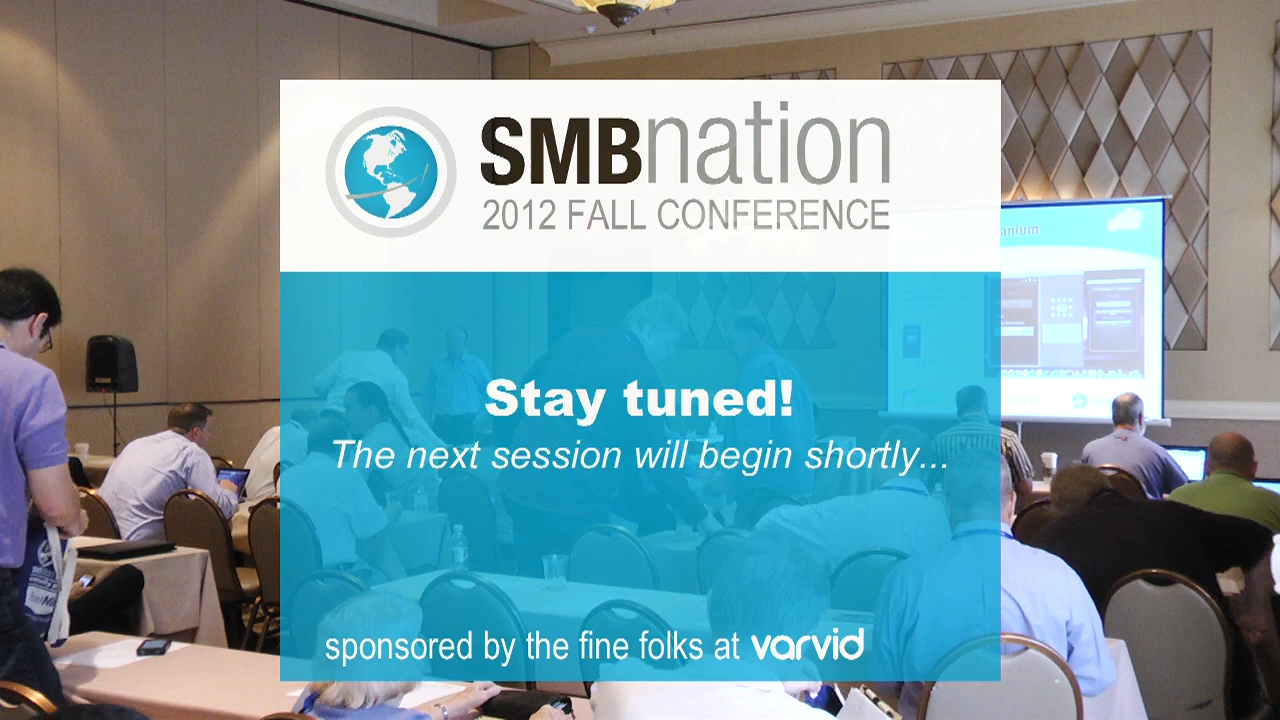 SMBnation
2012 FALL CONFERENCE
Stay tuned!
The next session will begin shortly...
sponsored by the fine folks at varvid